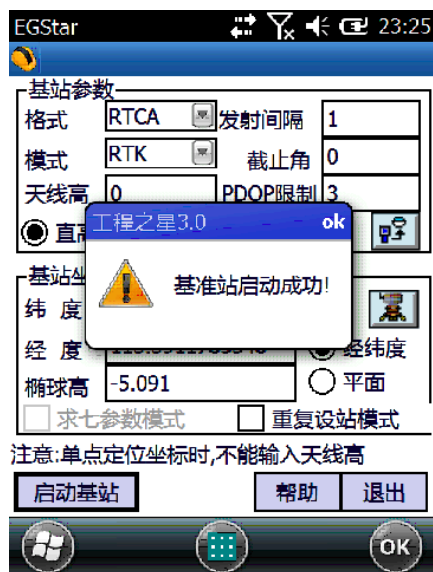 EGStar 23:25
基站参数
格式 RTCA 发射间隔 1
模式 RTK 截止角 0
天线高 0 PDOP限制 3
直高
工程之星3.0 ok
基准站启动成功!
基站坐
纬 度
经 度 经纬度
椭球高 -5.091 平面
求七参数模式 重复设站模式
注意:单点定位坐标时,不能输入天线高
启动基站 帮助 退出
OK